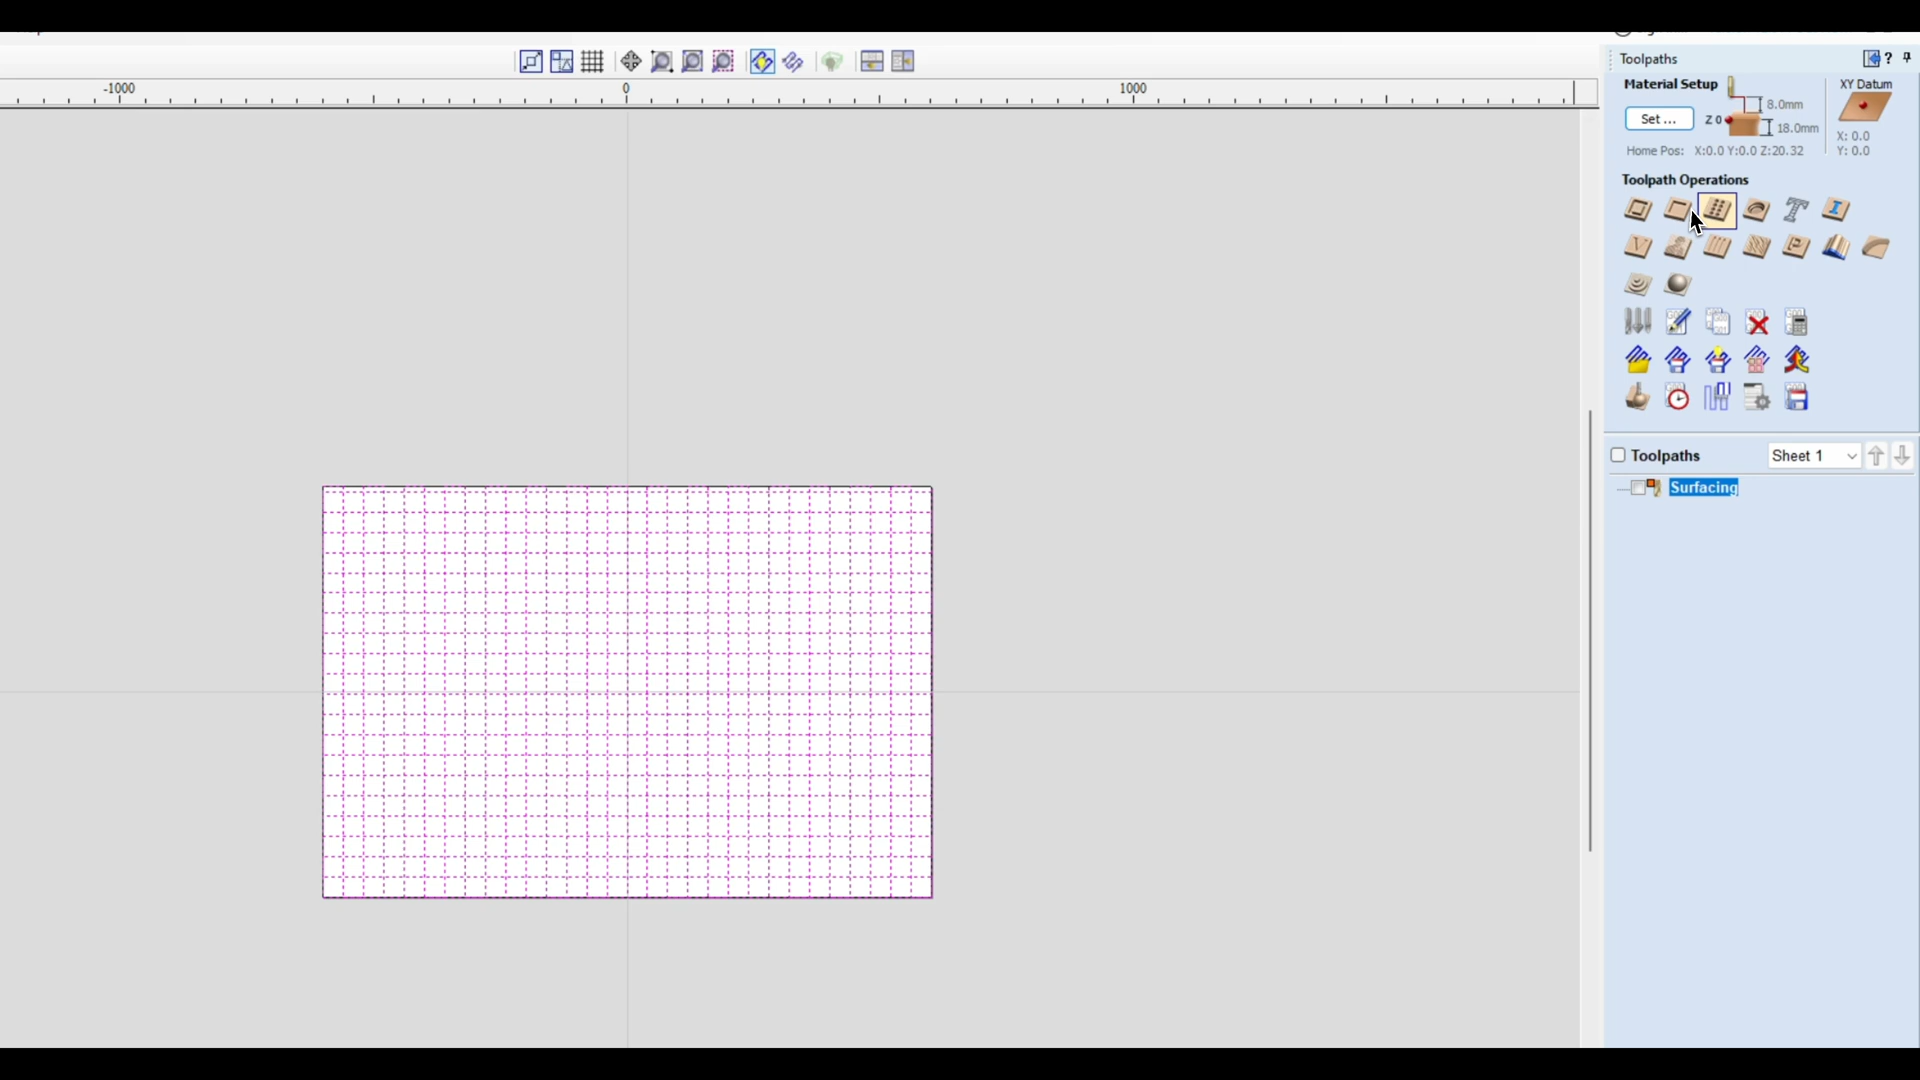 Toolpaths
-1000 0 1000
Material Setup XY Datum
8.0mm
Set ... Z 0 18.0mm
X: 0.0
Home Pos: X:0.0 Y:0.0 Z:20.32 Y: 0.0
Toolpath Operations
Toolpaths Sheet 1
Surfacing